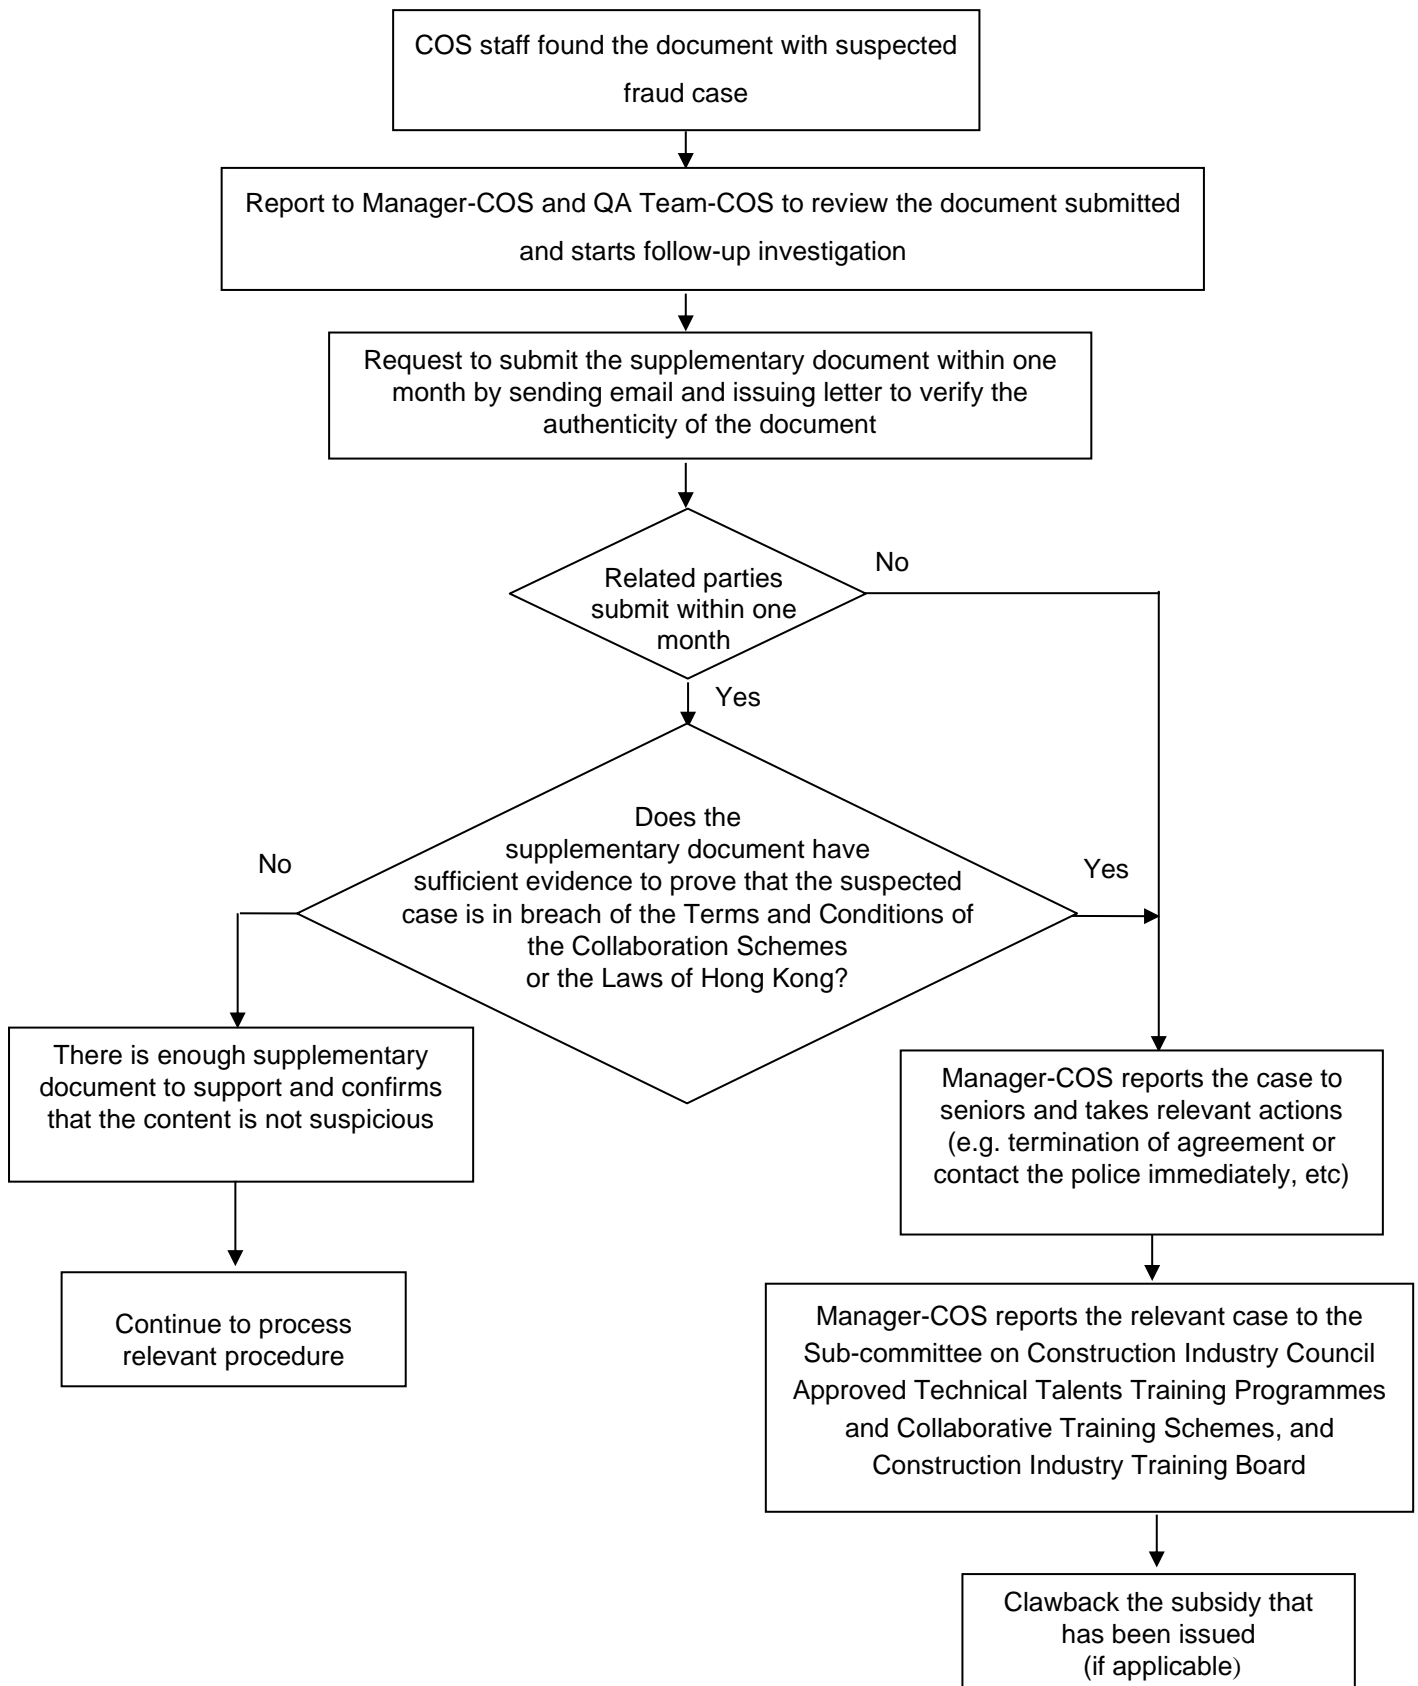 COS staff found the document with suspected
fraud case
Report to Manager-COS and QA Team-COS to review the document submitted
and starts follow-up investigation
Request to submit the supplementary document within one
month by sending email and issuing letter to verify the
authenticity of the document
Related parties
submit within one
month
No
Yes
Does the
supplementary document have
sufficient evidence to prove that the suspected
case is in breach of the Terms and Conditions of
the Collaboration Schemes
or the Laws of Hong Kong?
No
Yes
There is enough supplementary
document to support and confirms
that the content is not suspicious
Continue to process
relevant procedure
Manager-COS reports the case to
seniors and takes relevant actions
(e.g. termination of agreement or
contact the police immediately, etc)
Manager-COS reports the relevant case to the
Sub-committee on Construction Industry Council
Approved Technical Talents Training Programmes
and Collaborative Training Schemes, and
Construction Industry Training Board
Clawback the subsidy that
has been issued
(if applicable)